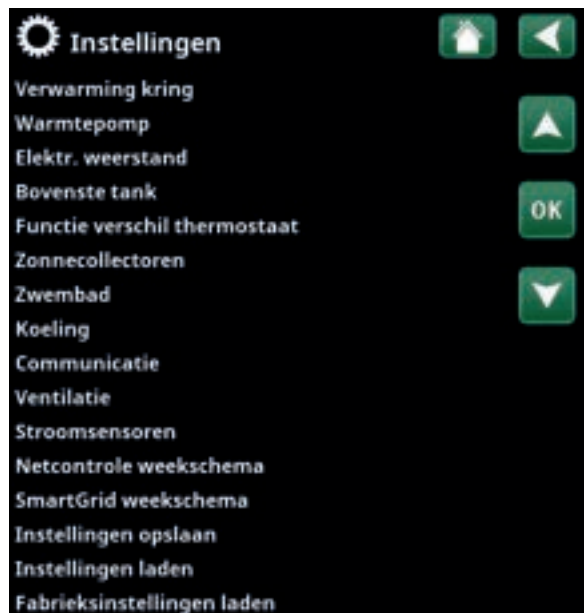 Instellingen
Verwarming kring
Warmtepomp
Elektr. weerstand
Bovenste tank
OK
Functie verschil thermostaat
Zonnecollectoren
Zwembad
Koeling
Communicatie
Ventilatie
Stroomsensoren
Netcontrole weekschema
SmartGrid weekschema
Instellingen opslaan
Instellingen laden
Fabrieksinstellingen laden